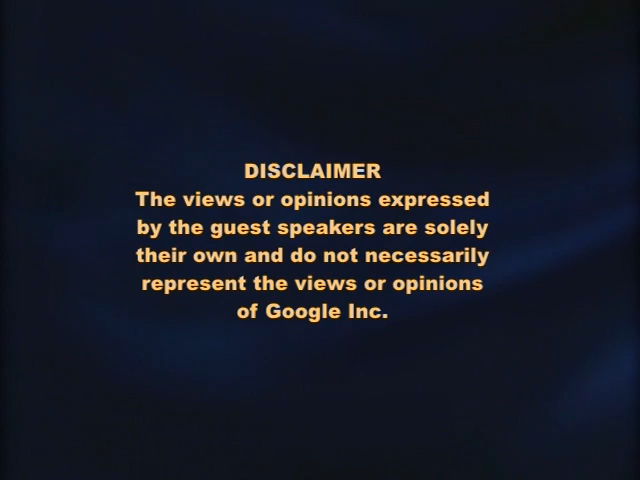 DISCLAIMER
The views or opinions expressed
by the guest speakers are solely
their own and do not necessarily
represent the views or opinions
of Google Inc.